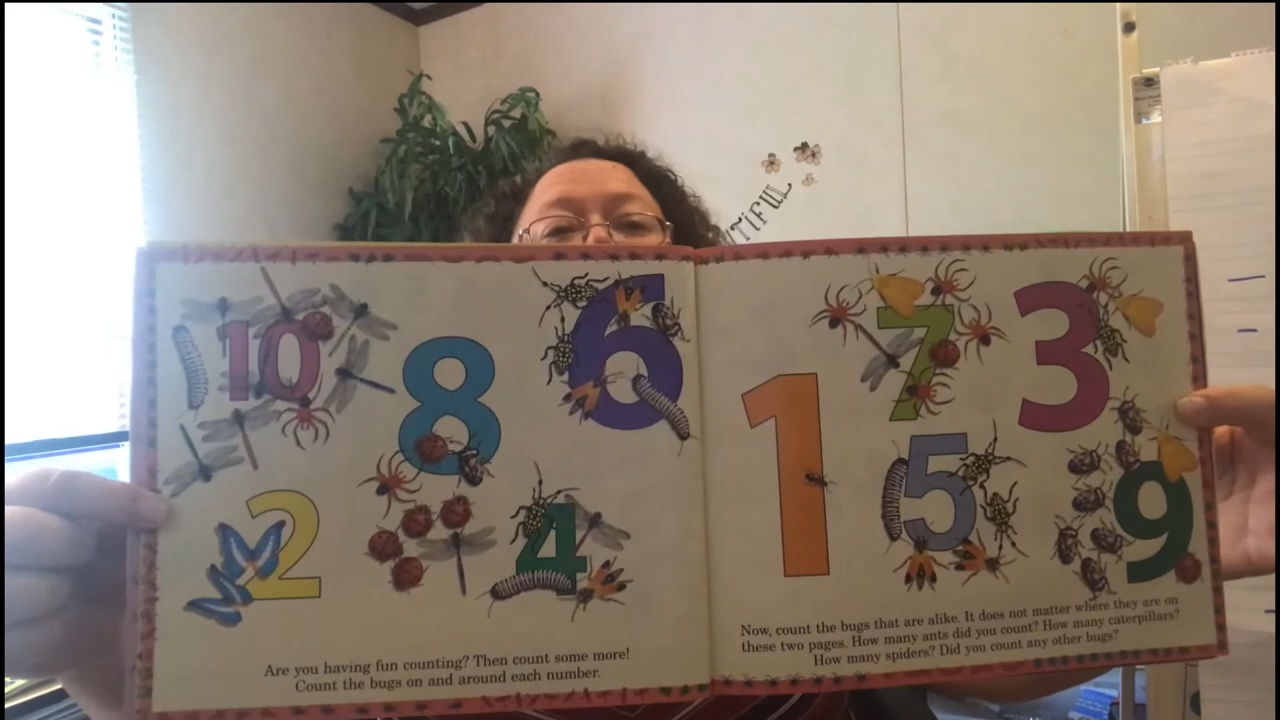 TIFUL
10
8
6
2
4
Are you having fun counting? Then count some more!
Count the bugs on and around each number.
7
3
1
5
9
Now, count the bugs that are alike. It does not matter where they are on
these two pages. How many ants did you count? How many caterpillars?
How many spiders? Did you count any other bugs?